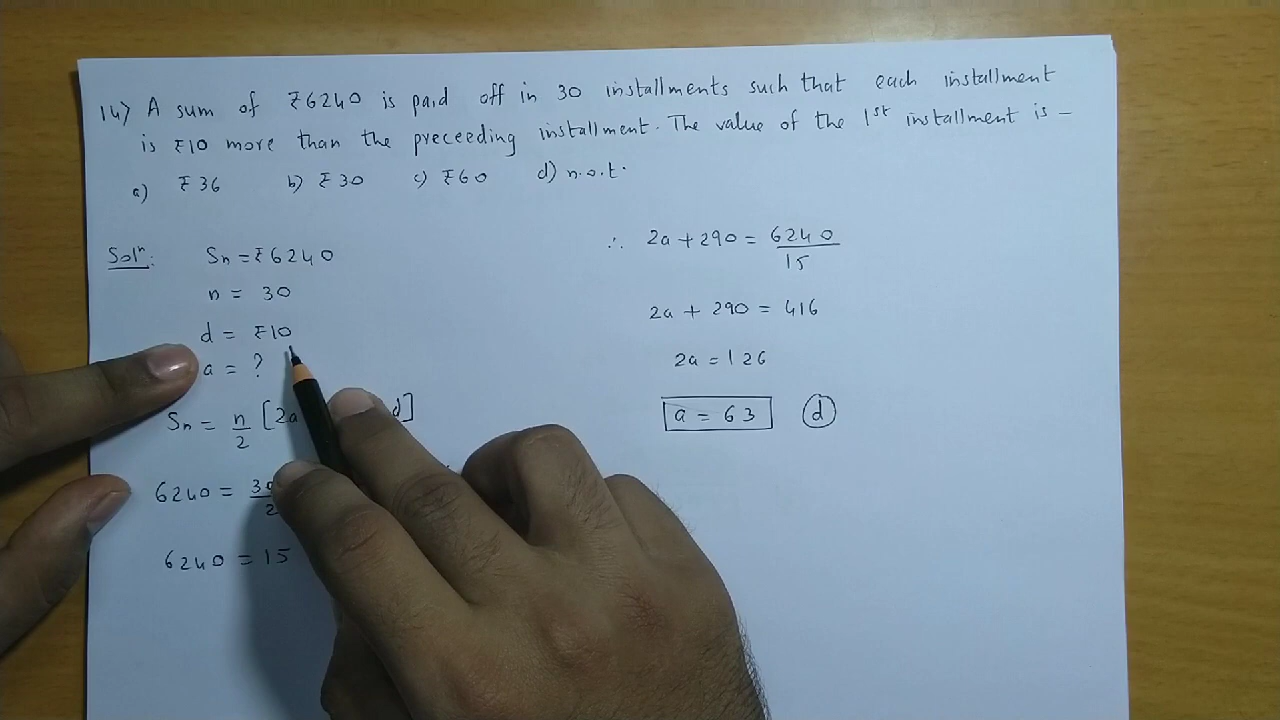 14) A sum of ₹6240 is paid off in 30 installments such that each installment
is ₹10 more than the preceeding installment. The value of the 1st installment is –
a) ₹36 b) ₹30 c) ₹60 d) n.o.t.
Solⁿ: Sn = ₹6240
n = 30
d = ₹10
a = ?
Sn = n/2 [2a d]
6240 = 30/2
6240 = 15
∴ 2a + 290 = 6240/15
2a + 290 = 416
2a = 126
a = 63 (d)